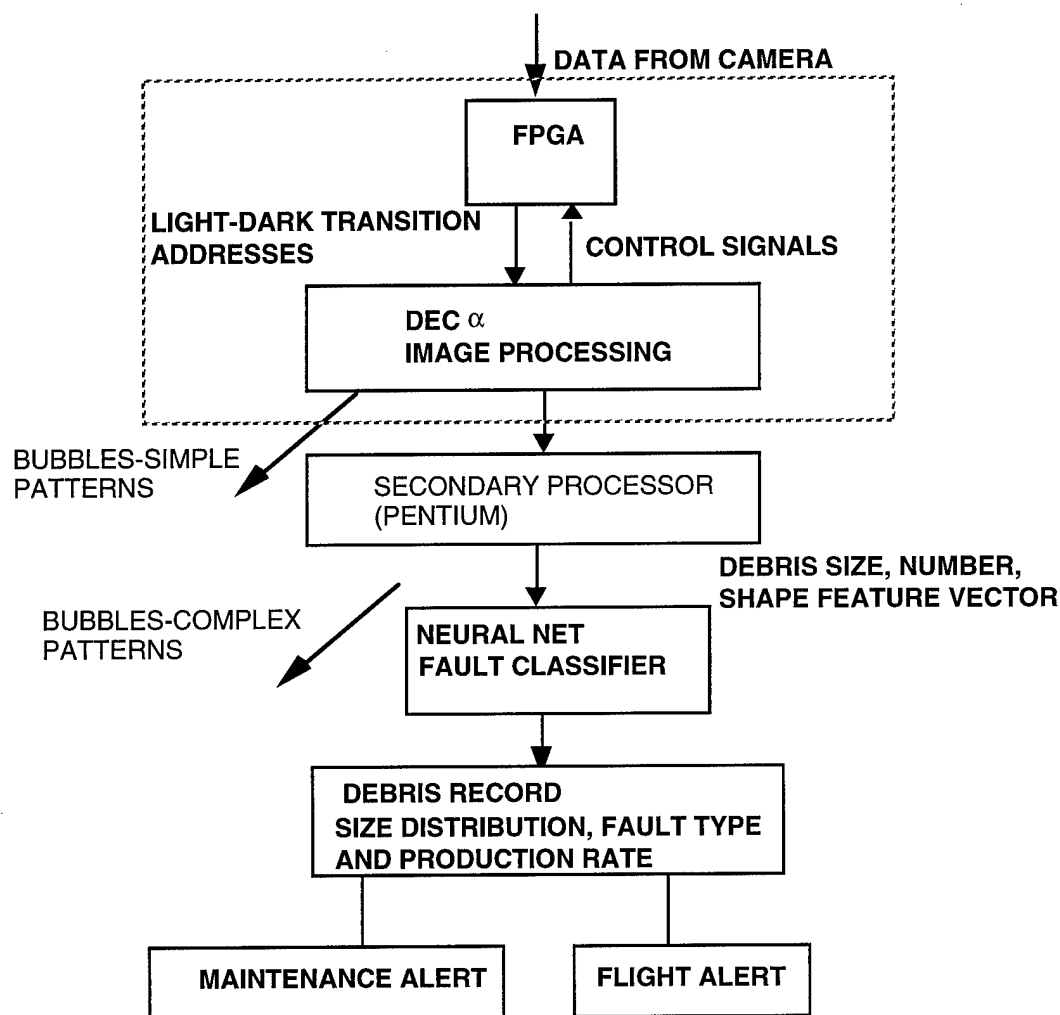 DATA FROM CAMERA
FPGA
LIGHT-DARK TRANSITION
ADDRESSES
CONTROL SIGNALS
DEC α
IMAGE PROCESSING
BUBBLES-SIMPLE
PATTERNS
SECONDARY PROCESSOR
(PENTIUM)
DEBRIS SIZE, NUMBER,
SHAPE FEATURE VECTOR
BUBBLES-COMPLEX
PATTERNS
NEURAL NET
FAULT CLASSIFIER
DEBRIS RECORD
SIZE DISTRIBUTION, FAULT TYPE
AND PRODUCTION RATE
MAINTENANCE ALERT
FLIGHT ALERT